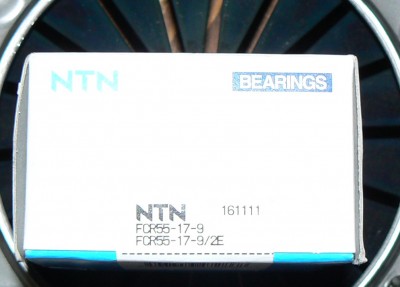 NTN BEARINGS
NTN 161111
FCR55-17-9
FCR55-17-9/2E